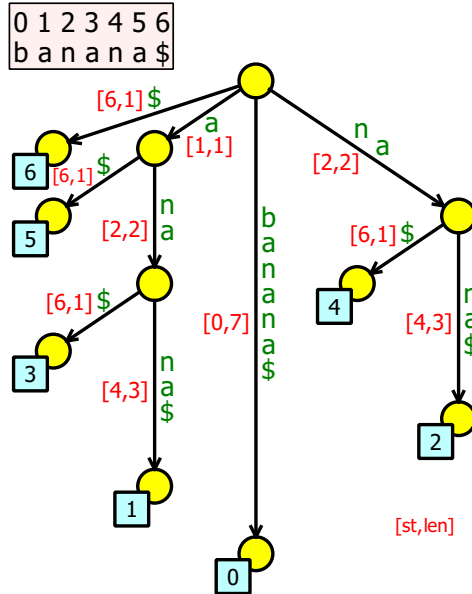 0 1 2 3 4 5 6
b a n a n a $
[6,1] $
a
[1,1]
n
a
[2,2]
6
[6,1] $
5
n
a
[2,2]
b
a
n
a
n
a
$
[0,7]
[6,1] $
4
n
a
$
[4,3]
[6,1] $
3
n
a
$
[4,3]
2
1
[st,len]
0